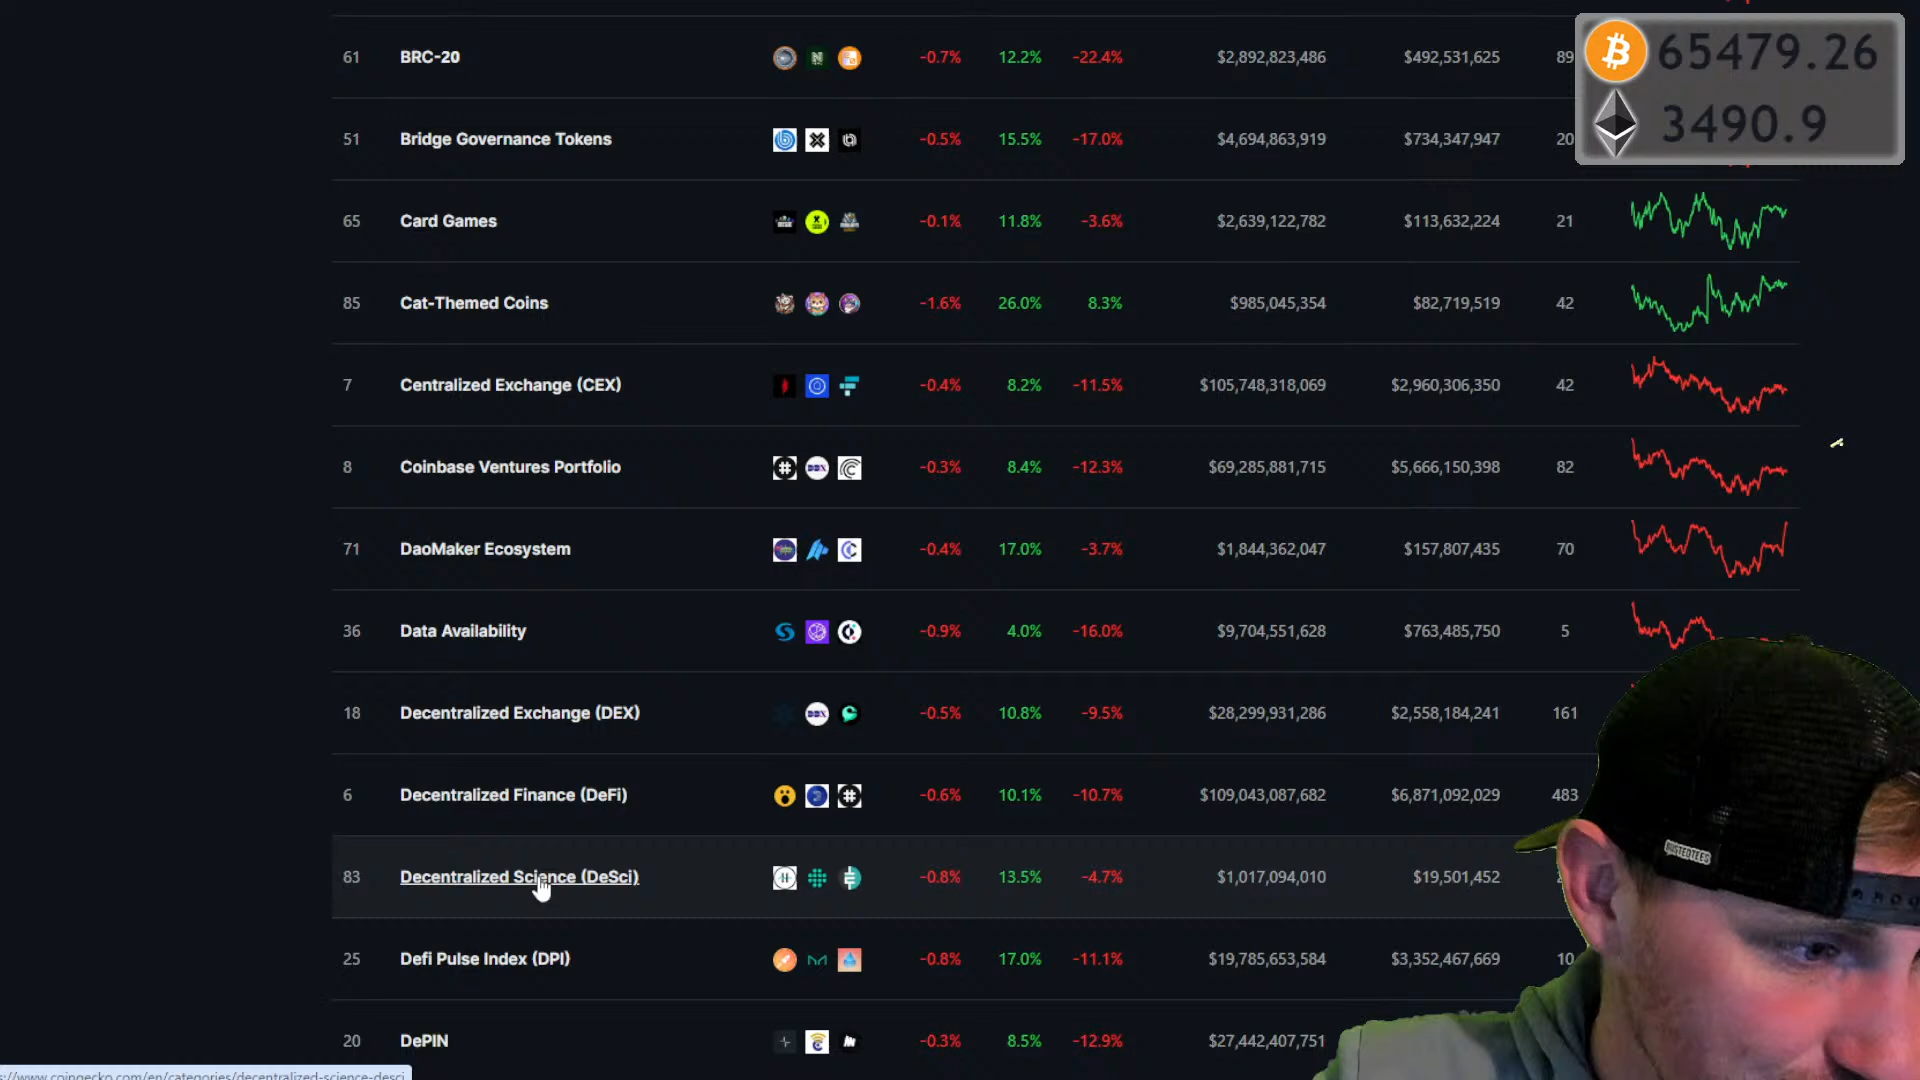 65479.26
3490.9
61 BRC-20 -0.7% 12.2% -22.4% $2,892,823,486 $492,531,625 89
51 Bridge Governance Tokens -0.5% 15.5% -17.0% $4,694,863,919 $734,347,947 20
65 Card Games -0.1% 11.8% -3.6% $2,639,122,782 $113,632,224 21
85 Cat-Themed Coins -1.6% 26.0% 8.3% $985,045,354 $82,719,519 42
7 Centralized Exchange (CEX) -0.4% 8.2% -11.5% $105,748,318,069 $2,960,306,350 42
8 Coinbase Ventures Portfolio -0.3% 8.4% -12.3% $69,285,881,715 $5,666,150,398 82
71 DaoMaker Ecosystem -0.4% 17.0% -3.7% $1,844,362,047 $157,807,435 70
36 Data Availability -0.9% 4.0% -16.0% $9,704,551,628 $763,485,750 5
18 Decentralized Exchange (DEX) -0.5% 10.8% -9.5% $28,299,931,286 $2,558,184,241 161
6 Decentralized Finance (DeFi) -0.6% 10.1% -10.7% $109,043,087,682 $6,871,092,029 483
83 Decentralized Science (DeSci) -0.8% 13.5% -4.7% $1,017,094,010 $19,501,452
25 Defi Pulse Index (DPI) -0.8% 17.0% -11.1% $19,785,653,584 $3,352,467,669 10
20 DePIN -0.3% 8.5% -12.9% $27,442,407,751
BUSTEDTEES
s://www.coingecko.com/en/categories/decentralized-science-desci